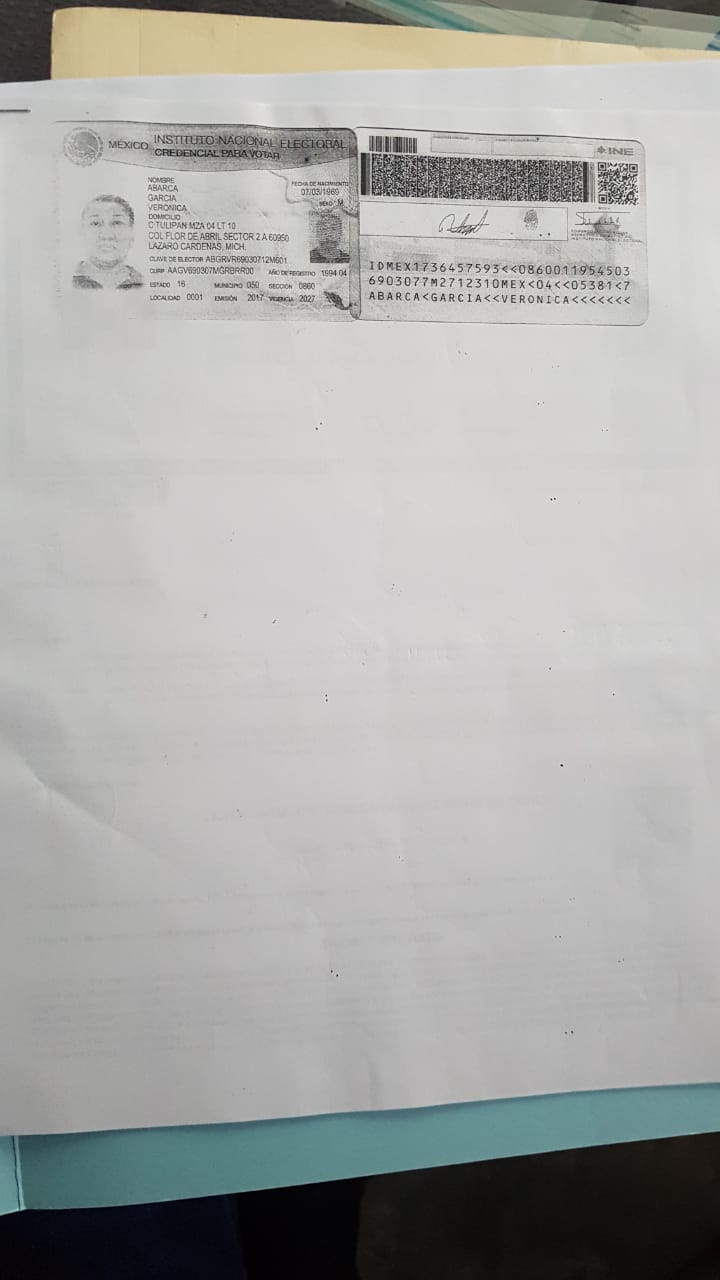 MÉXICO INSTITUTO NACIONAL ELECTORAL
CREDENCIAL PARA VOTAR
NOMBRE
ABARCA
GARCIA
VERONICA
FECHA DE NACIMIENTO
07/03/1969
SEXO M
DOMICILIO
C TULIPAN MZA 04 LT 10
COL FLOR DE ABRIL SECTOR 2 A 60950
LAZARO CARDENAS, MICH.
CLAVE DE ELECTOR ABGRVR69030712M601
CURP AAGV690307MGRBRR00 AÑO DE REGISTRO 1994 04
ESTADO 16 MUNICIPIO 050 SECCIÓN 0860
LOCALIDAD 0001 EMISIÓN 2017 VIGENCIA 2027
INE
IDMEX1736457593<<0860011954503
6903077M2712310MEX<04<<05381<7
ABARCA<GARCIA<<VERONICA<<<<<<<